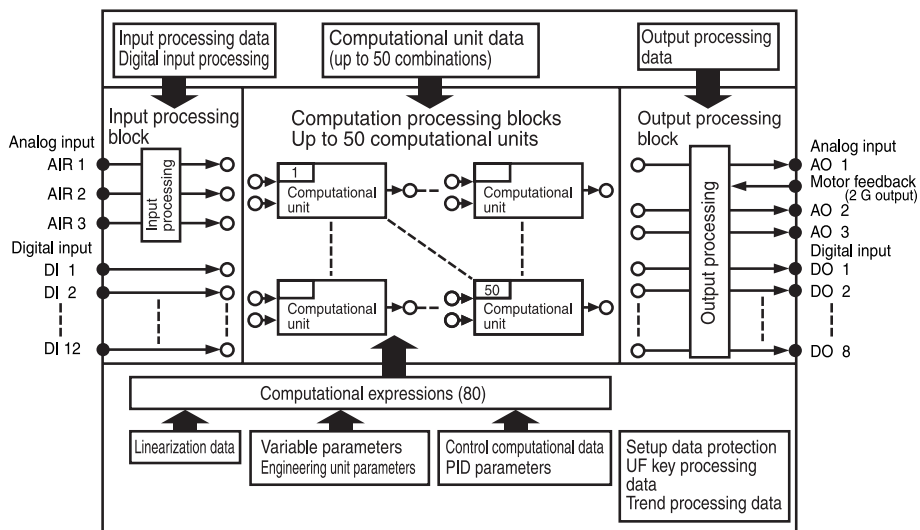 Input processing data
Digital input processing
Computational unit data
(up to 50 combinations)
Output processing
data
Input processing
block
Computation processing blocks
Up to 50 computational units
Output processing
block
Analog input
AIR 1
AIR 2
AIR 3
Digital input
DI 1
DI 2
DI 12
Input
processing
1
Computational
unit
Computational
unit
Computational
unit
50
Computational
unit
Output processing
Analog input
AO 1
Motor feedback
(2 G output)
AO 2
AO 3
Digital input
DO 1
DO 2
DO 8
Computational expressions (80)
Linearization data
Variable parameters
Engineering unit parameters
Control computational data
PID parameters
Setup data protection
UF key processing
data
Trend processing data